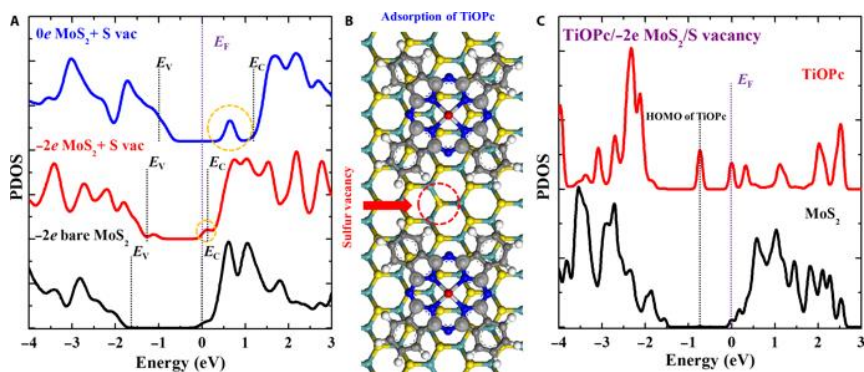 A
0e MoS2 + S vac
EV
EF
EC
−2e MoS2 + S vac
EV
EC
−2e bare MoS2
EV
EC
PDOS
−4 −3 −2 −1 0 1 2 3
Energy (eV)
B
Adsorption of TiOPc
Sulfur vacancy
C
TiOPc/−2e MoS2/S vacancy
EF
TiOPc
HOMO of TiOPc
MoS2
PDOS
−4 −3 −2 −1 0 1 2 3
Energy (eV)